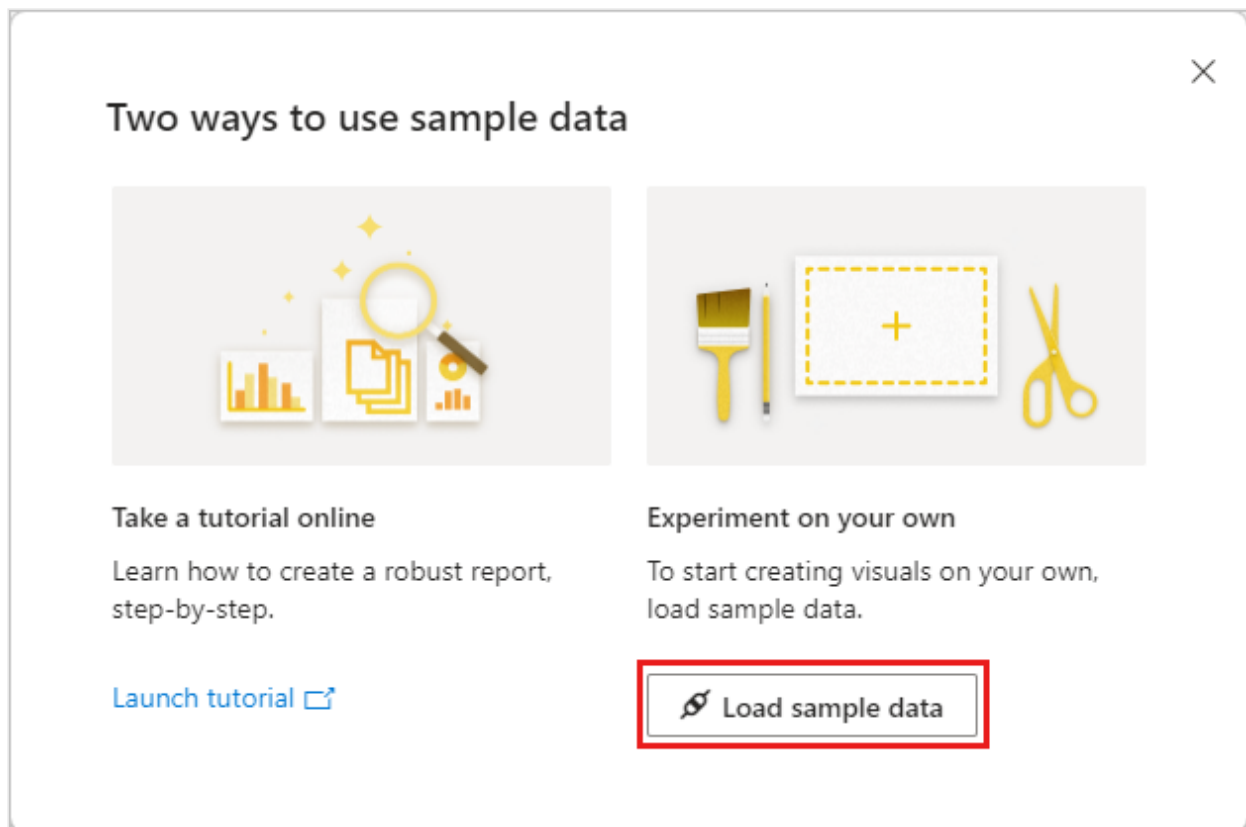 Two ways to use sample data
Take a tutorial online
Learn how to create a robust report,
step-by-step.
Launch tutorial
Experiment on your own
To start creating visuals on your own,
load sample data.
Load sample data